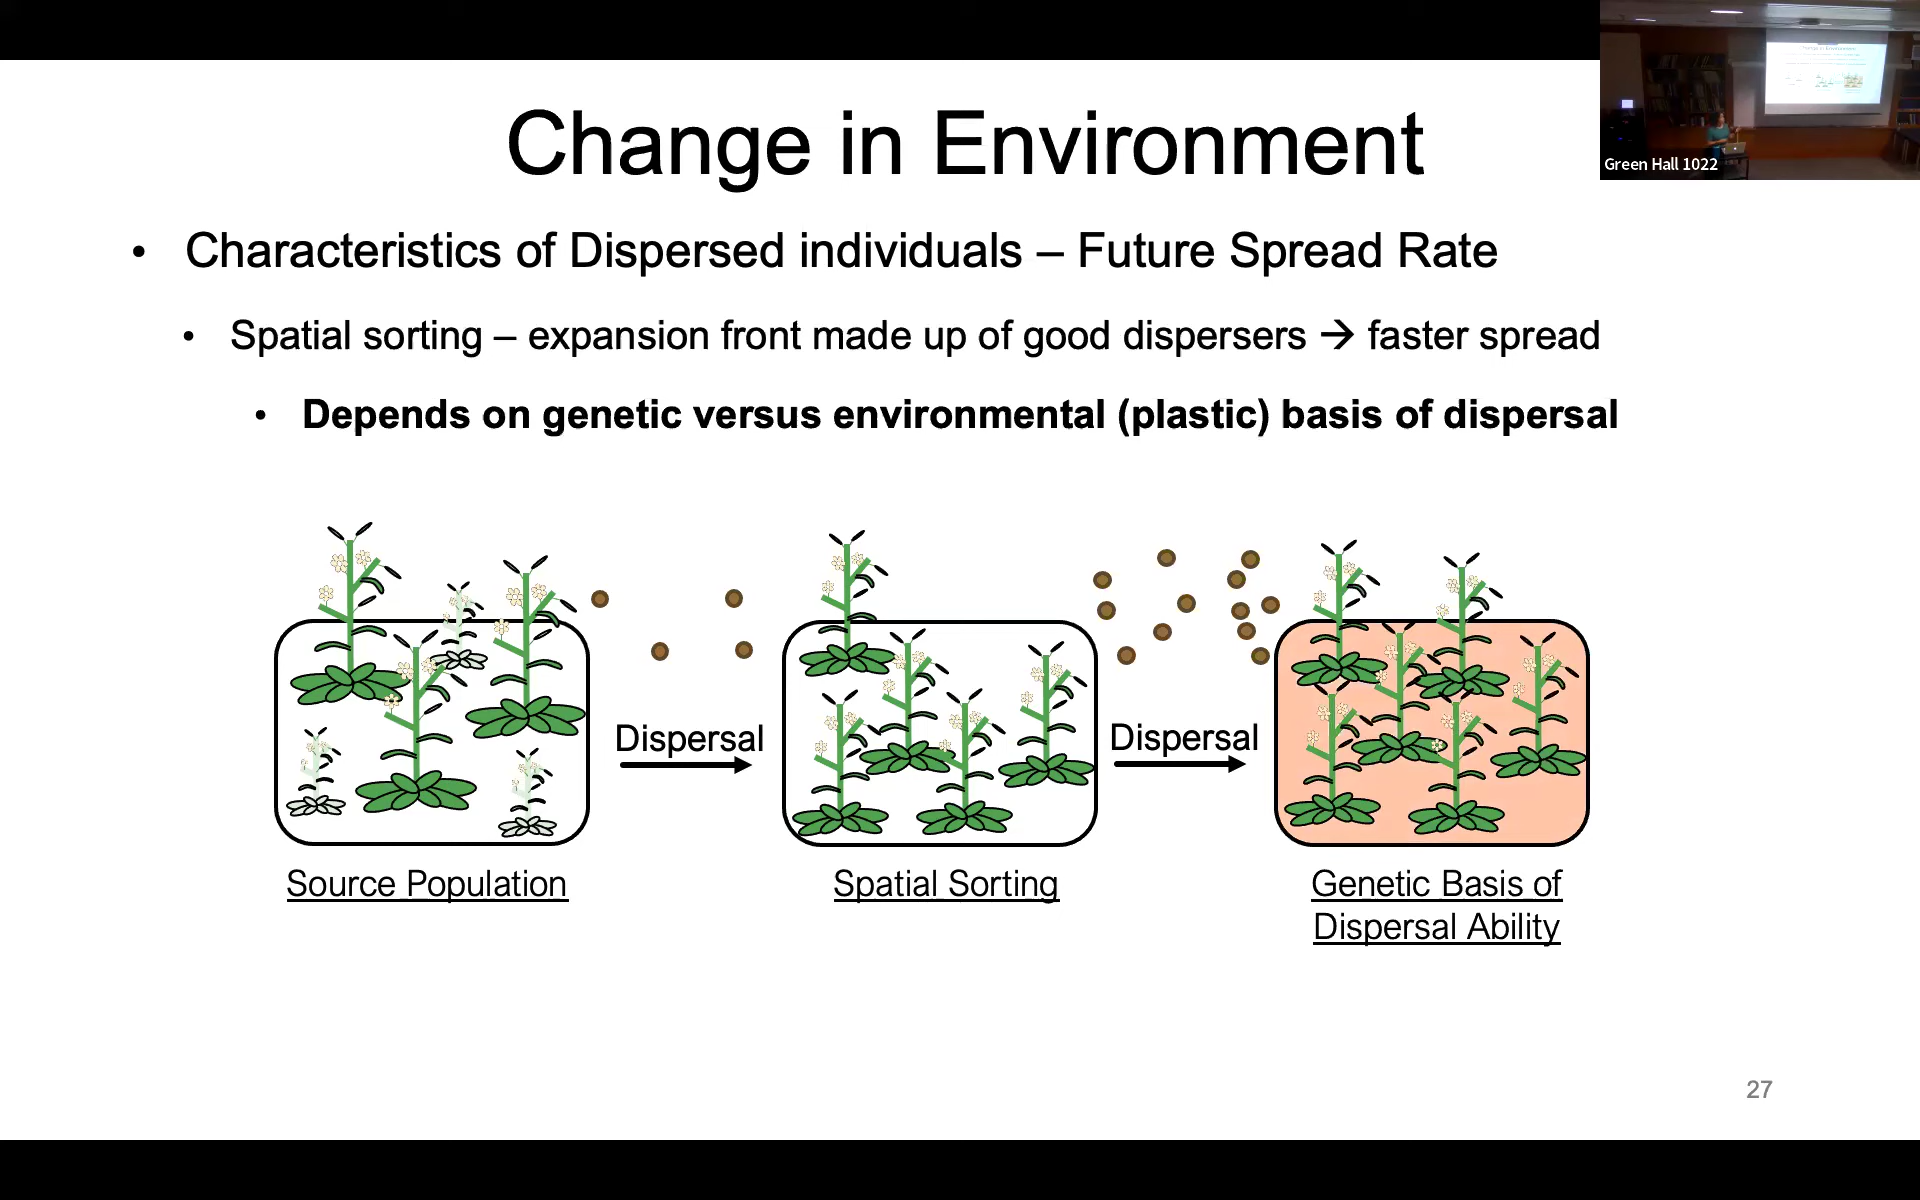 Change in Environment
Green Hall 1022
• Characteristics of Dispersed individuals – Future Spread Rate
• Spatial sorting – expansion front made up of good dispersers → faster spread
• Depends on genetic versus environmental (plastic) basis of dispersal
Dispersal
Dispersal
Source Population
Spatial Sorting
Genetic Basis of
Dispersal Ability
27